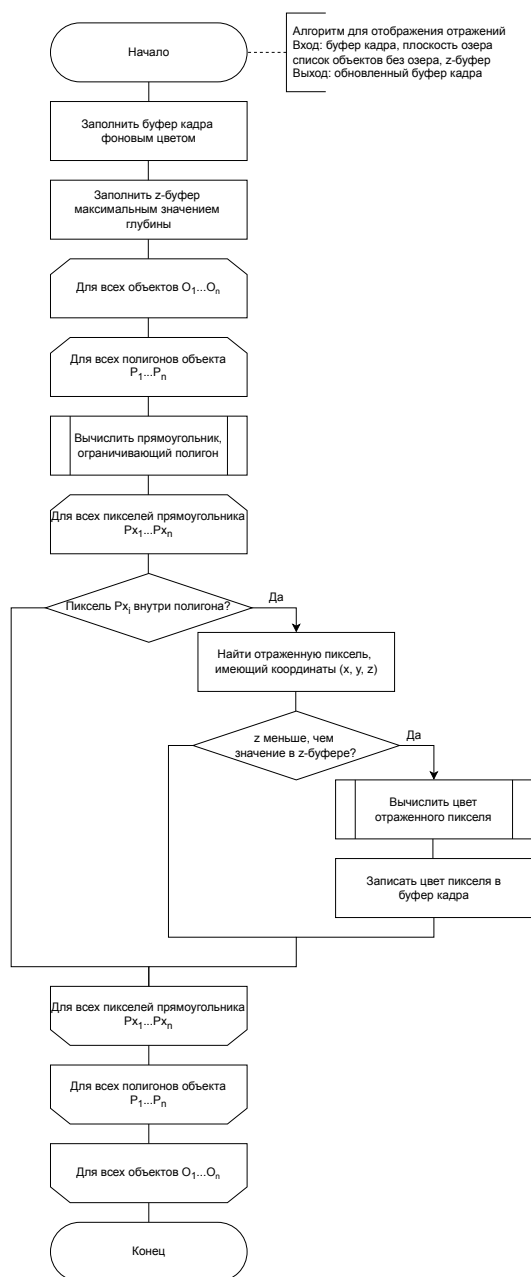 Начало
Алгоритм для отображения отражений
Вход: буфер кадра, плоскость озера
список объектов без озера, z-буфер
Выход: обновленный буфер кадра
Заполнить буфер кадра
фоновым цветом
Заполнить z-буфер
максимальным значением
глубины
Для всех объектов O₁...Oₙ
Для всех полигонов объекта
P₁...Pₙ
Вычислить прямоугольник,
ограничивающий полигон
Для всех пикселей прямоугольника
Px₁...Pxₙ
Пиксель Pxᵢ внутри полигона?
Да
Найти отраженную пиксель,
имеющий координаты (x, y, z)
z меньше, чем
значение в z-буфере?
Да
Вычислить цвет
отраженного пикселя
Записать цвет пикселя в
буфер кадра
Для всех пикселей прямоугольника
Px₁...Pxₙ
Для всех полигонов объекта
P₁...Pₙ
Для всех объектов O₁...Oₙ
Конец